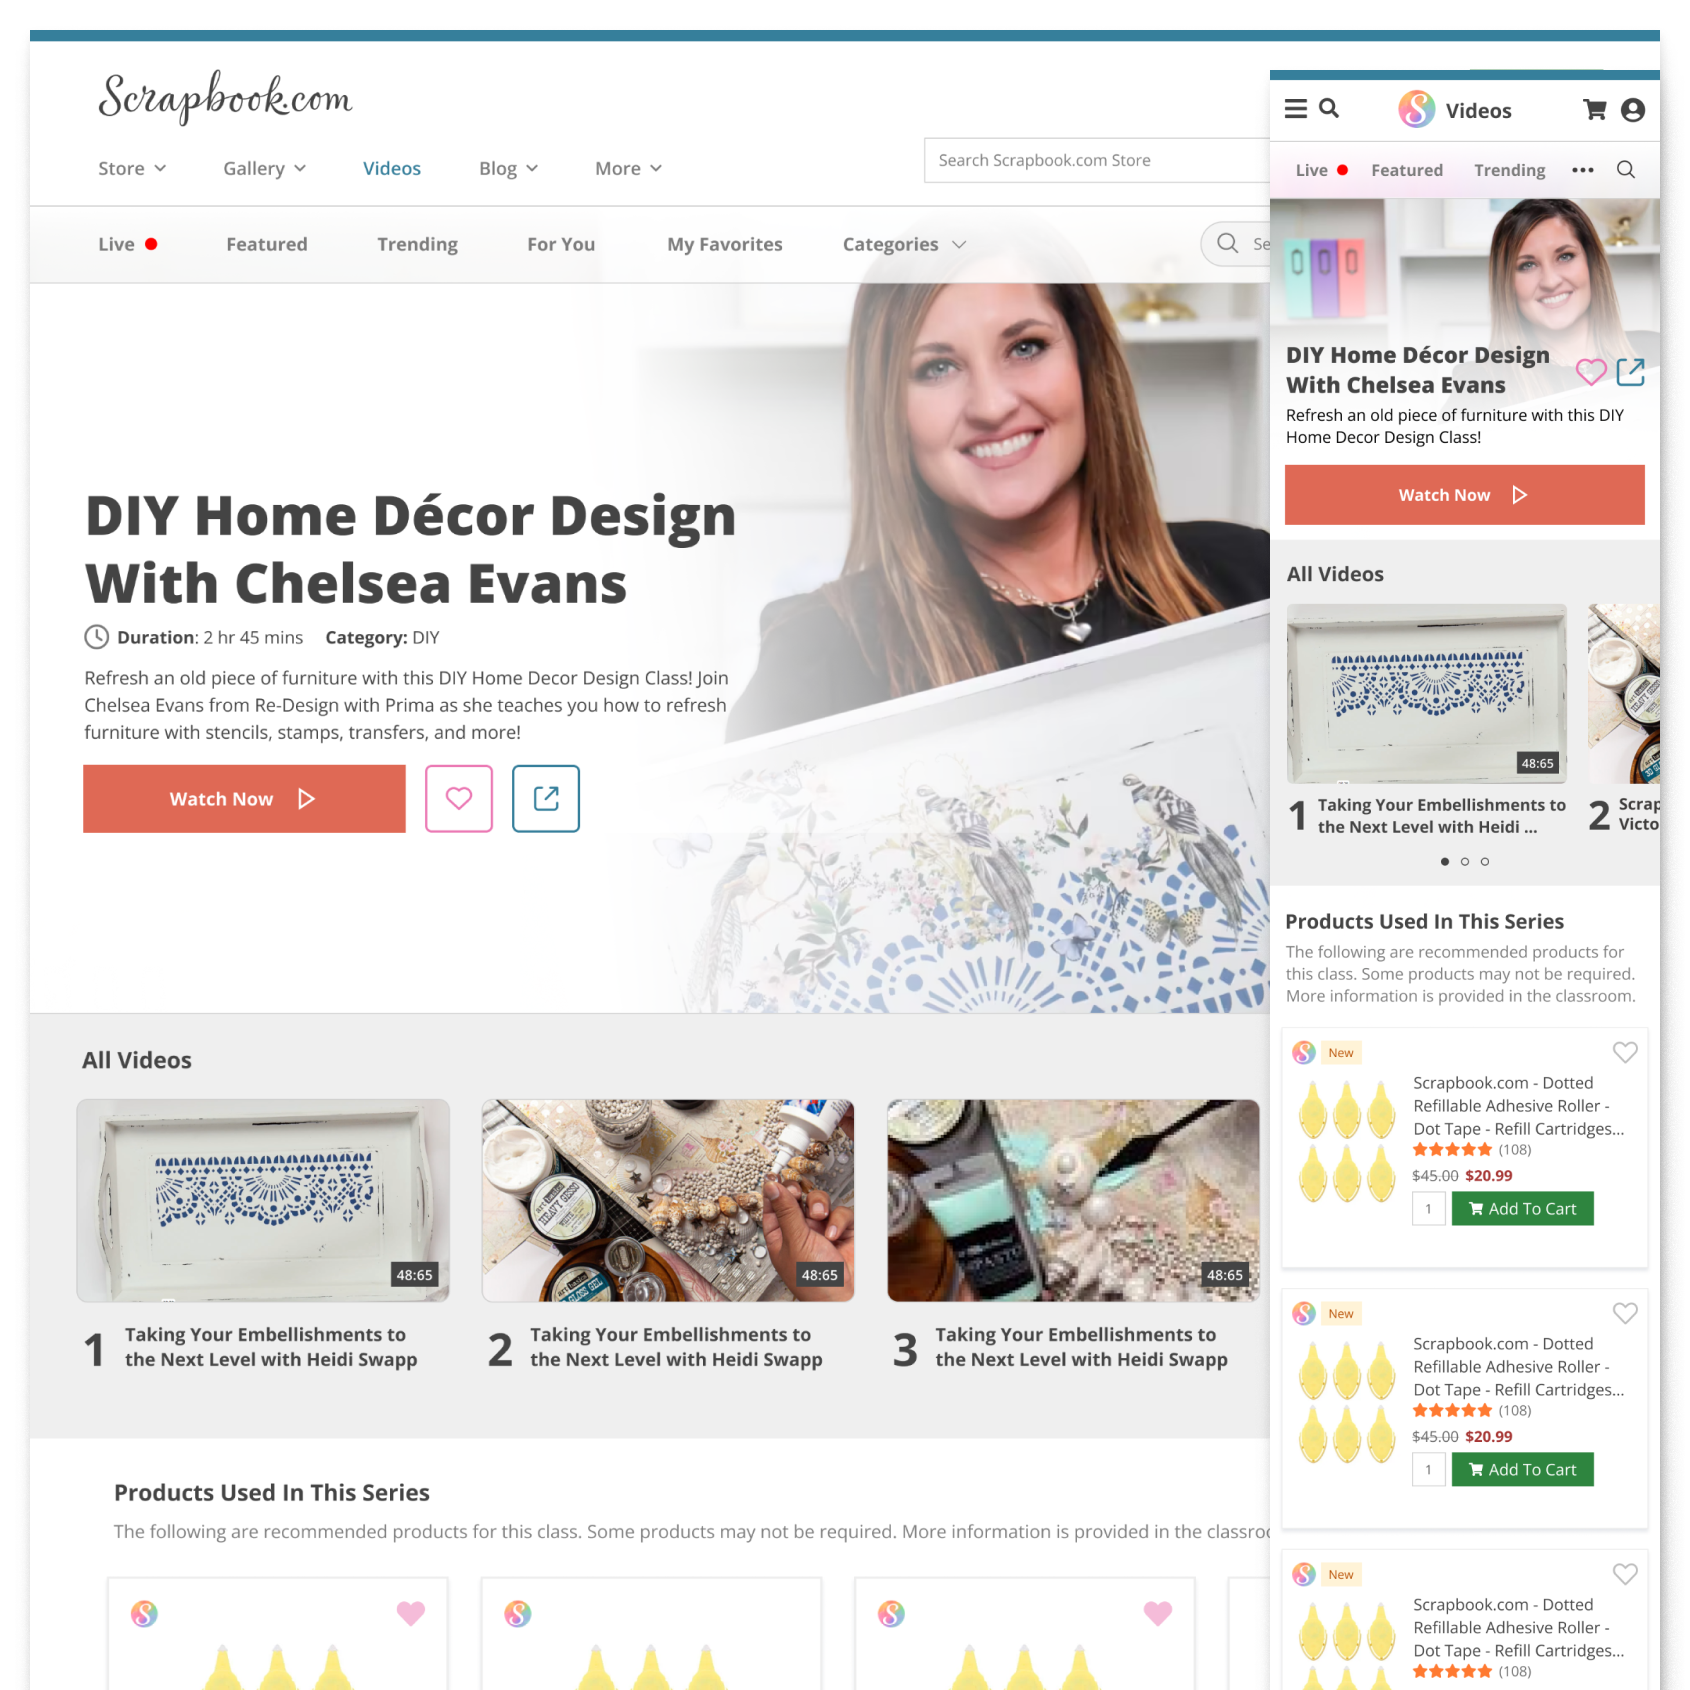 Scrapbook.com
Store
Gallery
Videos
Blog
More
Search Scrapbook.com Store
Live
Featured
Trending
For You
My Favorites
Categories
Se
DIY Home Décor Design
With Chelsea Evans
Duration: 2 hr 45 mins Category: DIY
Refresh an old piece of furniture with this DIY Home Decor Design Class! Join
Chelsea Evans from Re-Design with Prima as she teaches you how to refresh
furniture with stencils, stamps, transfers, and more!
Watch Now
All Videos
48:65
48:65
48:65
1 Taking Your Embellishments to
the Next Level with Heidi Swapp
2 Taking Your Embellishments to
the Next Level with Heidi Swapp
3 Taking Your Embellishments to
the Next Level with Heidi Swapp
Products Used In This Series
The following are recommended products for this class. Some products may not be required. More information is provided in the classro
S
S
S
S Videos
Live
Featured
Trending
DIY Home Décor Design
With Chelsea Evans
Refresh an old piece of furniture with this DIY
Home Decor Design Class!
Watch Now
All Videos
48:65
1 Taking Your Embellishments to
the Next Level with Heidi ...
2 Scrap
Victo
Products Used In This Series
The following are recommended products for
this class. Some products may not be required.
More information is provided in the classroom.
S New
Scrapbook.com - Dotted
Refillable Adhesive Roller -
Dot Tape - Refill Cartridges...
(108)
$45.00 $20.99
1 Add To Cart
S New
Scrapbook.com - Dotted
Refillable Adhesive Roller -
Dot Tape - Refill Cartridges...
(108)
$45.00 $20.99
1 Add To Cart
S New
Scrapbook.com - Dotted
Refillable Adhesive Roller -
Dot Tape - Refill Cartridges...
(108)